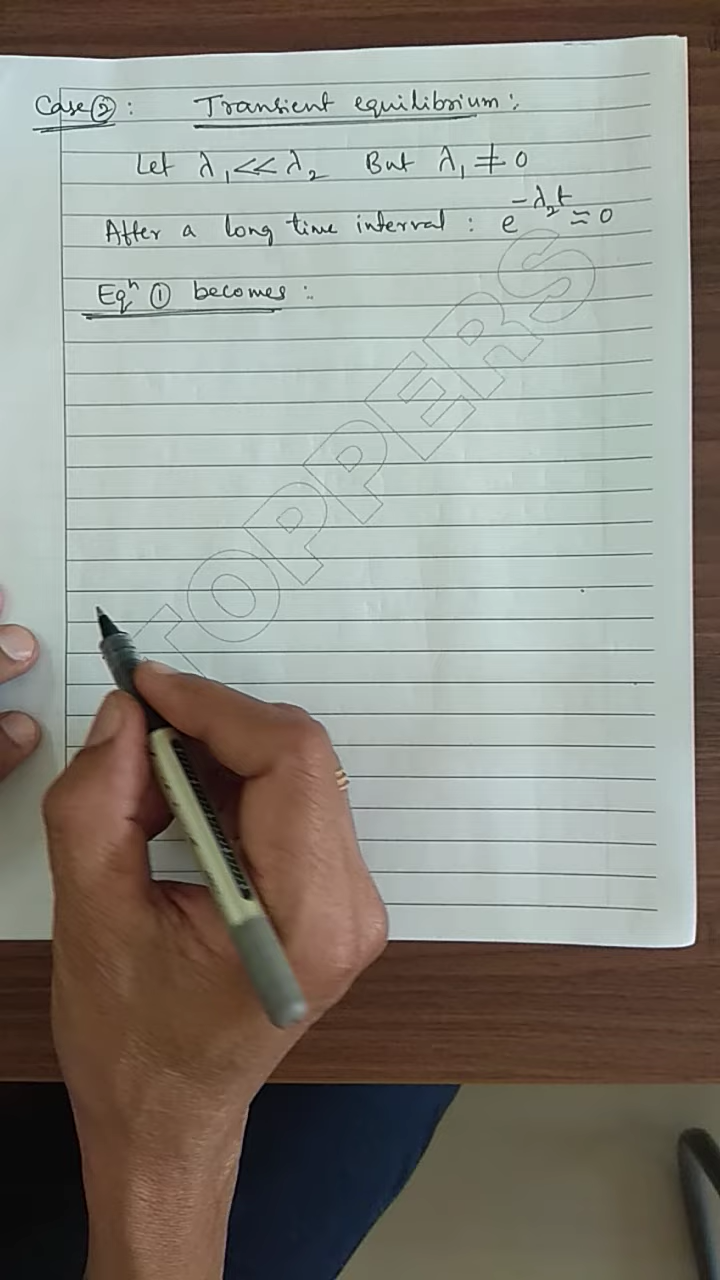 Case ② : Transient equilibrium :
Let λ₁ << λ₂ But λ₁ ≠ 0
After a long time interval : e^{-λ₂t} ≈ 0
Eqⁿ ① becomes :
TOPPERS